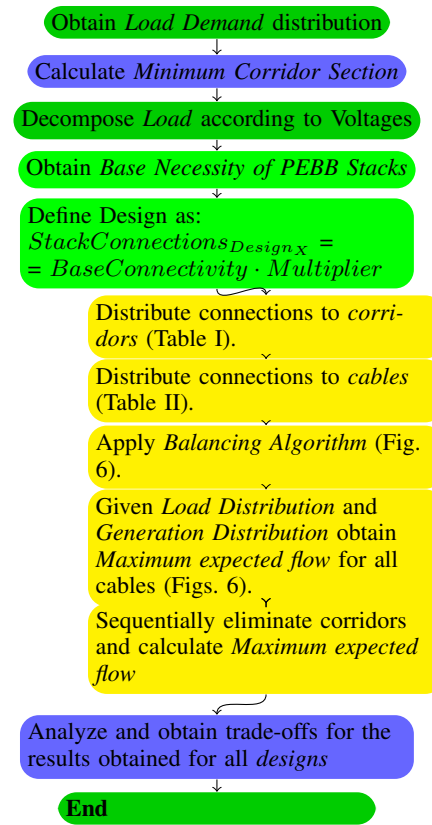 Obtain Load Demand distribution
Calculate Minimum Corridor Section
Decompose Load according to Voltages
Obtain Base Necessity of PEBB Stacks
Define Design as:
StackConnections_{Design_X} =
= BaseConnectivity · Multiplier
Distribute connections to corri-
dors (Table I).
Distribute connections to cables
(Table II).
Apply Balancing Algorithm (Fig.
6).
Given Load Distribution and
Generation Distribution obtain
Maximum expected flow for all
cables (Figs. 6).
Sequentially eliminate corridors
and calculate Maximum expected
flow
Analyze and obtain trade-offs for the
results obtained for all designs
End